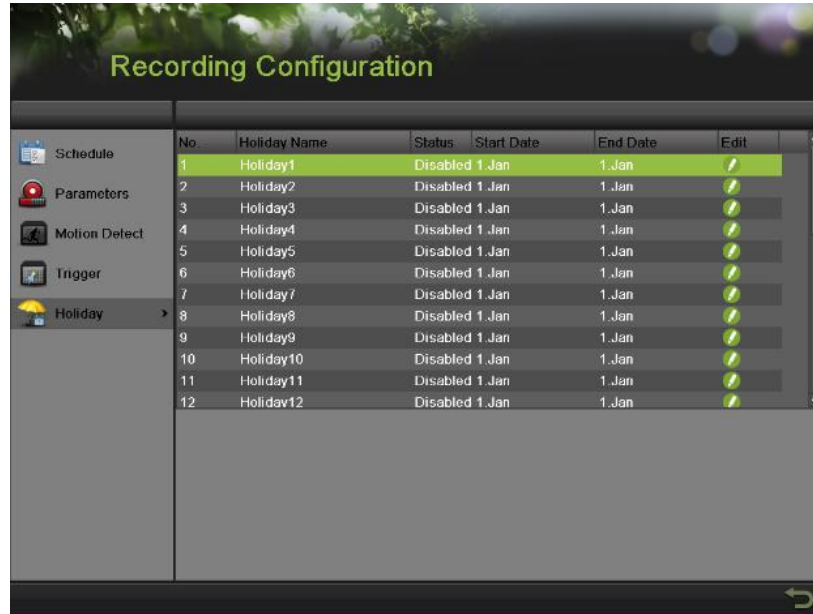 Recording Configuration
Schedule
Parameters
Motion Detect
Trigger
Holiday
No. Holiday Name Status Start Date End Date Edit
1 Holiday1 Disabled 1.Jan 1.Jan
2 Holiday2 Disabled 1.Jan 1.Jan
3 Holiday3 Disabled 1.Jan 1.Jan
4 Holiday4 Disabled 1.Jan 1.Jan
5 Holiday5 Disabled 1.Jan 1.Jan
6 Holiday6 Disabled 1.Jan 1.Jan
7 Holiday7 Disabled 1.Jan 1.Jan
8 Holiday8 Disabled 1.Jan 1.Jan
9 Holiday9 Disabled 1.Jan 1.Jan
10 Holiday10 Disabled 1.Jan 1.Jan
11 Holiday11 Disabled 1.Jan 1.Jan
12 Holiday12 Disabled 1.Jan 1.Jan